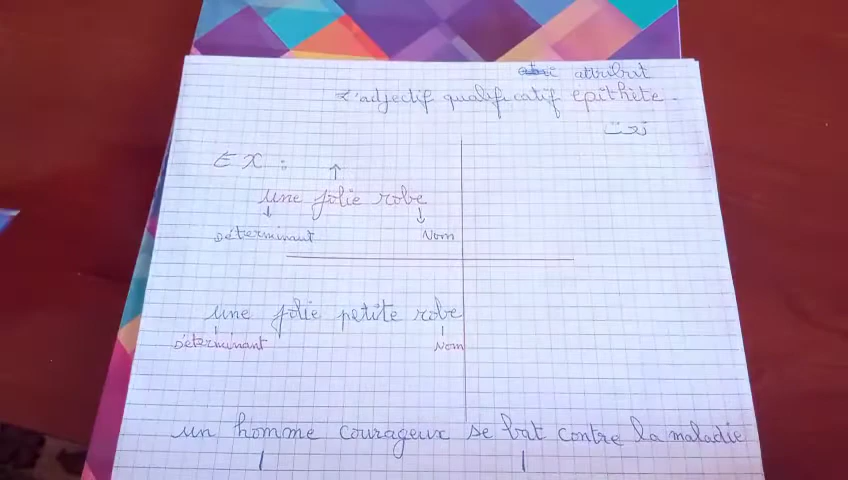 attribut
L'adjectif qualificatif épithète.
نعت
EX :
une jolie robe
Déterminant Nom
une jolie petite robe
Déterminant Nom
un homme courageux se bat contre la maladie